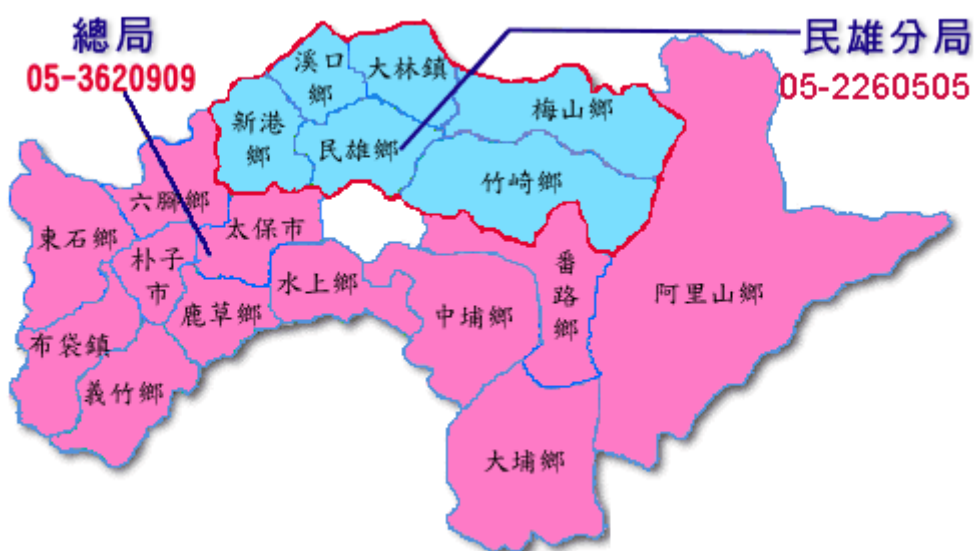 總局
05-3620909
民雄分局
05-2260505
溪口鄉
大林鎮
新港鄉
民雄鄉
梅山鄉
竹崎鄉
六腳鄉
太保市
東石鄉
朴子市
水上鄉
鹿草鄉
番路鄉
阿里山鄉
中埔鄉
布袋鎮
義竹鄉
大埔鄉